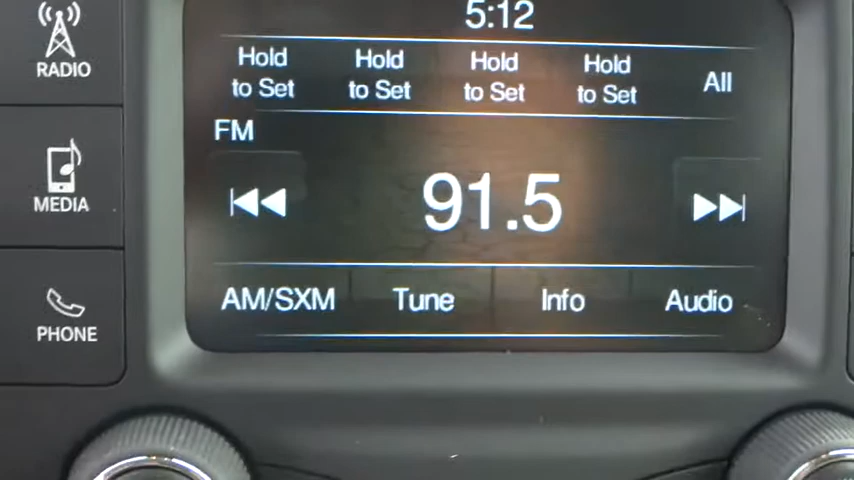 5:12
RADIO
Hold to Set Hold to Set Hold to Set Hold to Set All
FM
MEDIA
91.5
AM/SXM Tune Info Audio
PHONE